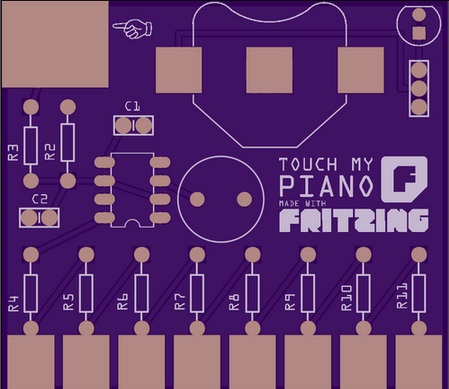 C1
R3
R2
C2
TOUCH MY
PIANO
MADE WITH
FRITZING
R4
R5
R6
R7
R8
R9
R10
R11